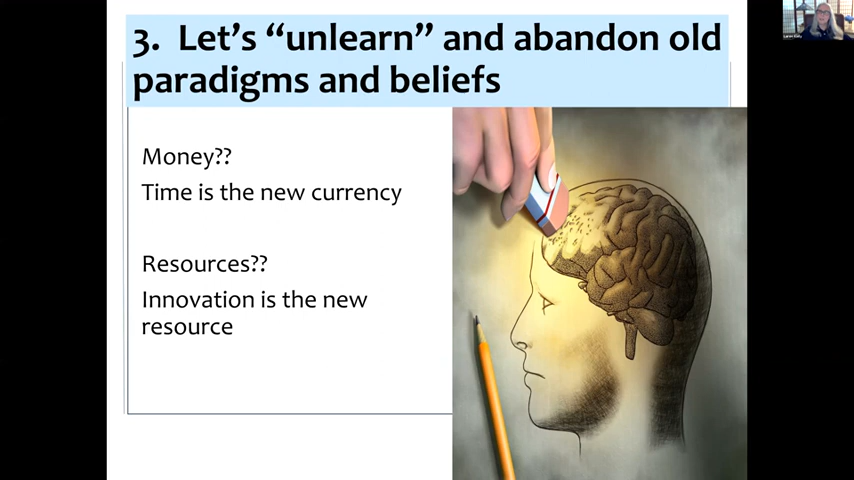 3. Let's “unlearn” and abandon old
paradigms and beliefs
Money??
Time is the new currency
Resources??
Innovation is the new
resource